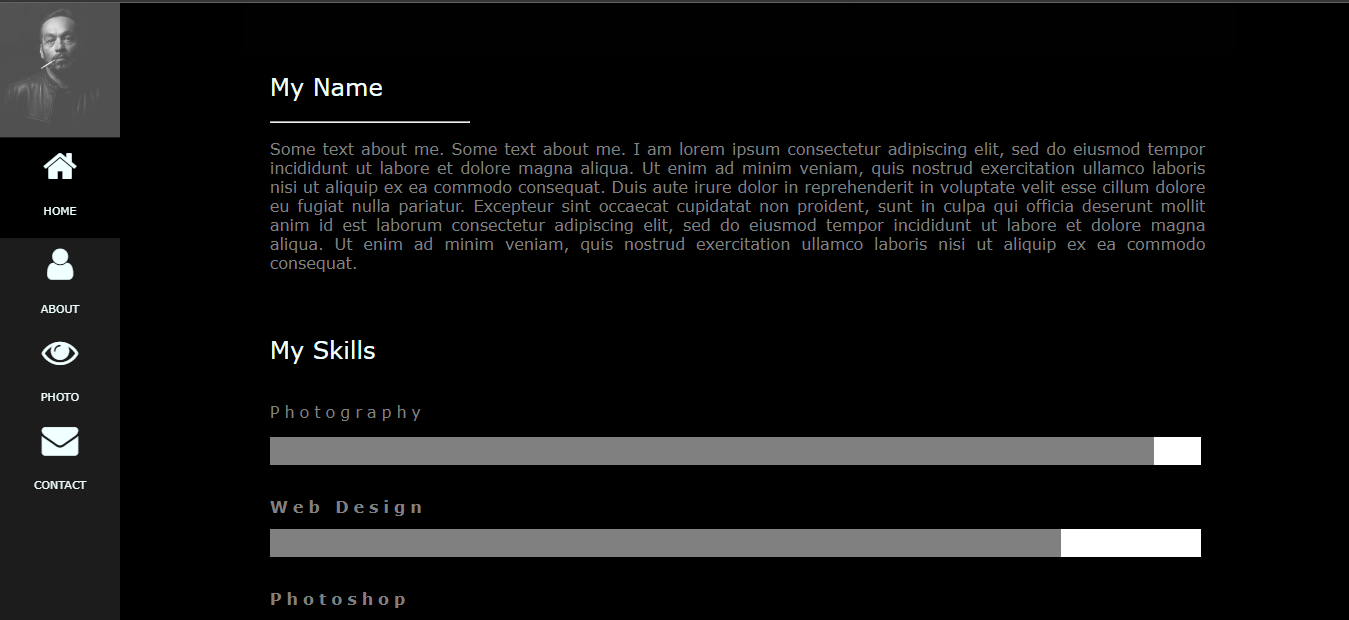 HOME
ABOUT
PHOTO
CONTACT
My Name
Some text about me. Some text about me. I am lorem ipsum consectetur adipiscing elit, sed do eiusmod tempor
incididunt ut labore et dolore magna aliqua. Ut enim ad minim veniam, quis nostrud exercitation ullamco laboris
nisi ut aliquip ex ea commodo consequat. Duis aute irure dolor in reprehenderit in voluptate velit esse cillum dolore
eu fugiat nulla pariatur. Excepteur sint occaecat cupidatat non proident, sunt in culpa qui officia deserunt mollit
anim id est laborum consectetur adipiscing elit, sed do eiusmod tempor incididunt ut labore et dolore magna
aliqua. Ut enim ad minim veniam, quis nostrud exercitation ullamco laboris nisi ut aliquip ex ea commodo
consequat.
My Skills
Photography
Web Design
Photoshop